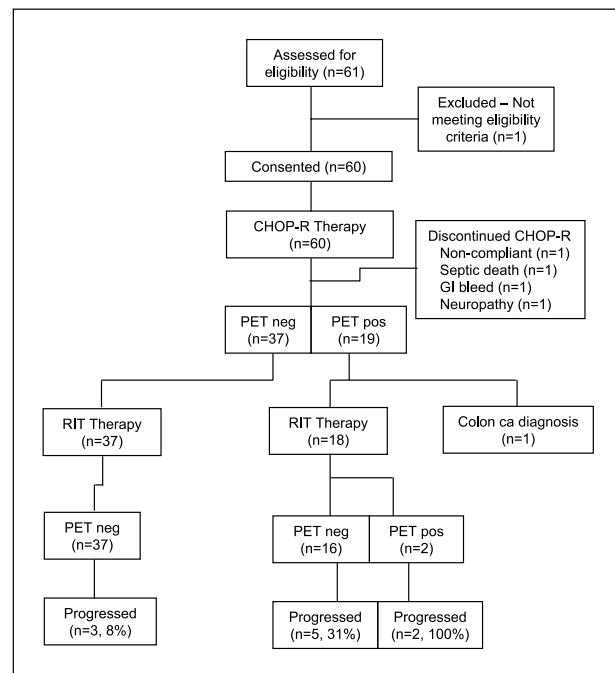 Assessed for
eligibility (n=61)
Excluded – Not
meeting eligibility
criteria (n=1)
Consented (n=60)
CHOP-R Therapy
(n=60)
Discontinued CHOP-R
Non-compliant (n=1)
Septic death (n=1)
GI bleed (n=1)
Neuropathy (n=1)
PET neg
(n=37)
PET pos
(n=19)
RIT Therapy
(n=37)
RIT Therapy
(n=18)
Colon ca diagnosis
(n=1)
PET neg
(n=37)
PET neg
(n=16)
PET pos
(n=2)
Progressed
(n=3, 8%)
Progressed
(n=5, 31%)
Progressed
(n=2, 100%)